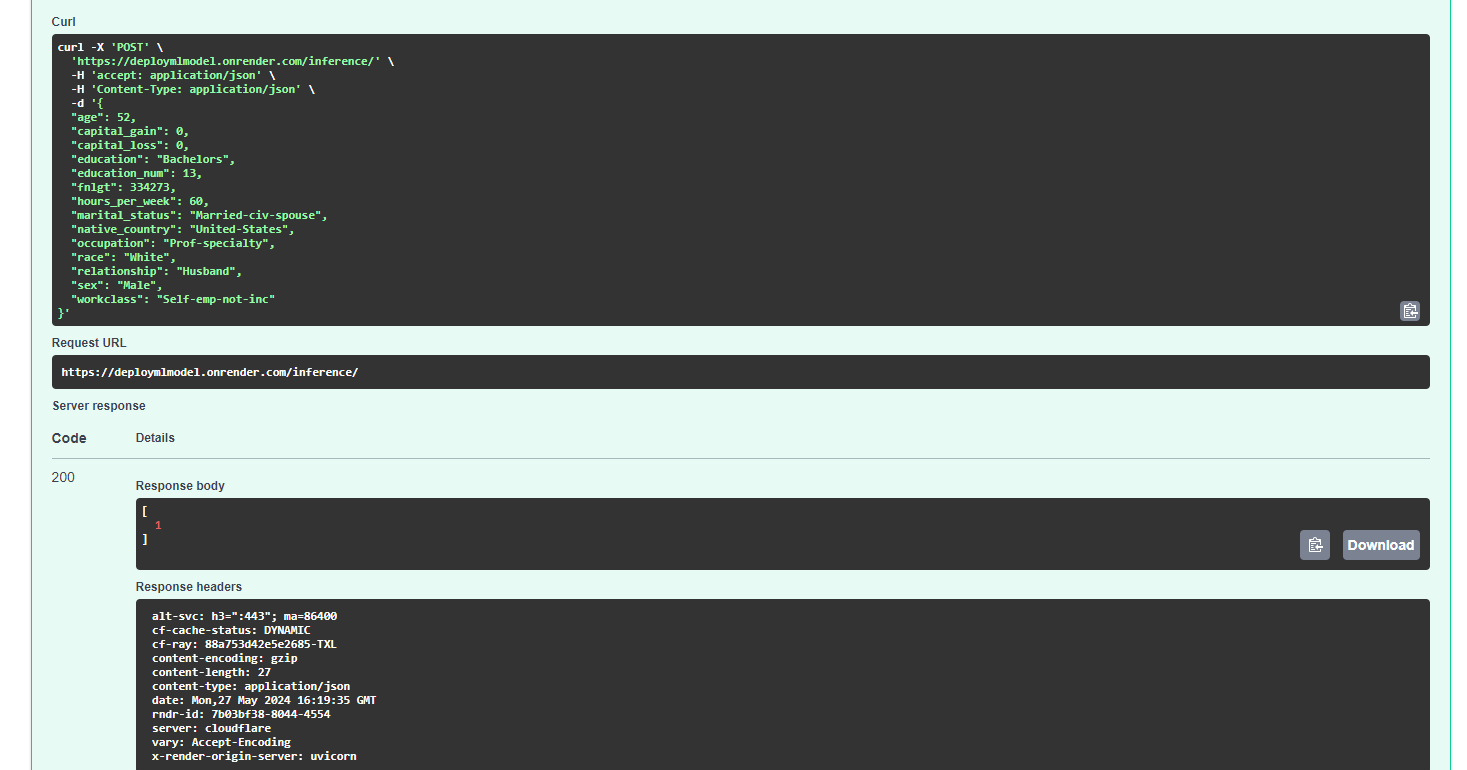 Curl
curl -X 'POST' \
  'https://deploymlmodel.onrender.com/inference/' \
  -H 'accept: application/json' \
  -H 'Content-Type: application/json' \
  -d '{
  "age": 52,
  "capital_gain": 0,
  "capital_loss": 0,
  "education": "Bachelors",
  "education_num": 13,
  "fnlgt": 334273,
  "hours_per_week": 60,
  "marital_status": "Married-civ-spouse",
  "native_country": "United-States",
  "occupation": "Prof-specialty",
  "race": "White",
  "relationship": "Husband",
  "sex": "Male",
  "workclass": "Self-emp-not-inc"
}'
Request URL
https://deploymlmodel.onrender.com/inference/
Server response
Code Details
200
Response body
[
  1
]
Download
Response headers
alt-svc: h3=":443"; ma=86400
cf-cache-status: DYNAMIC
cf-ray: 88a753d42e5e2685-TXL
content-encoding: gzip
content-length: 27
content-type: application/json
date: Mon,27 May 2024 16:19:35 GMT
rndr-id: 7b03bf38-8044-4554
server: cloudflare
vary: Accept-Encoding
x-render-origin-server: uvicorn